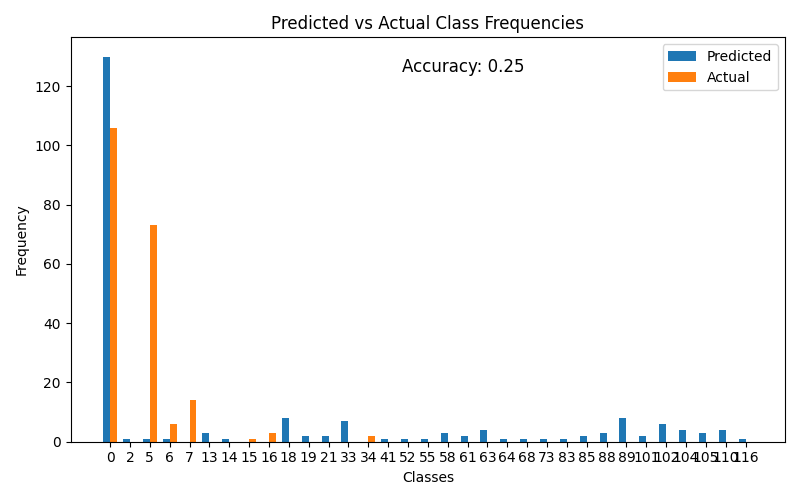 Predicted vs Actual Class Frequencies
Accuracy: 0.25
Predicted
Actual
Frequency
120
100
80
60
40
20
0
0 2 5 6 7 13 14 15 16 18 19 21 33 34 41 52 55 58 61 63 64 68 73 83 85 88 89 101 102 104 105 110 116
Classes